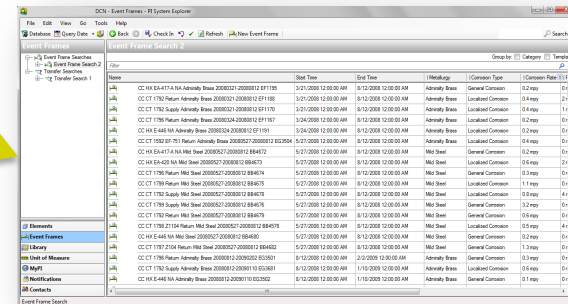 DCN - Event Frames - PI System Explorer
File Edit View Go Tools Help
Database Query Date Back Check In Refresh New Event Frame Search
Event Frames
Event Frame Search 2
Event Frame Searches
Event Frame Search 2
Transfer Searches
Transfer Search 1
Group by: Category Templa
Filter
Name Start Time End Time Metallurgy Corrosion Type Corrosion Rate
CC HX EA-417-A NA Admiralty Brass 20080321-20080812 EF1195 3/21/2008 12:00:00 AM 8/12/2008 12:00:00 AM Admiralty Brass General Corrosion 0.2 mpy
CC CT 1792 Return Admiralty Brass 20080321-20080812 EF1188 3/21/2008 12:00:00 AM 8/12/2008 12:00:00 AM Admiralty Brass Localized Corrosion 0.4 mpy
CC CT 1792 Supply Admiralty Brass 20080321-20080812 EF1170 3/21/2008 12:00:00 AM 8/12/2008 12:00:00 AM Admiralty Brass Localized Corrosion 0.4 mpy
CC CT 1796 Return Admiralty Brass 20080324-20080812 EF1167 3/24/2008 12:00:00 AM 8/12/2008 12:00:00 AM Admiralty Brass General Corrosion 0.2 mpy
CC HX E-446 NA Admiralty Brass 20080324-20080812 EF1191 3/24/2008 12:00:00 AM 8/12/2008 12:00:00 AM Admiralty Brass Localized Corrosion 0.2 mpy
CC CT 1592 EF-751 Return Admiralty Brass 20080527-20080812 EG3504 5/27/2008 12:00:00 AM 8/12/2008 12:00:00 AM Admiralty Brass Localized Corrosion 0.4 mpy
CC HX EA-417-A NA Mild Steel 20080527-20080812 BB4672 5/27/2008 12:00:00 AM 8/12/2008 12:00:00 AM Mild Steel General Corrosion 0.2 mpy
CC HX EA-420 NA Mild Steel 20080527-20080812 BB4673 5/27/2008 12:00:00 AM 8/12/2008 12:00:00 AM Mild Steel Localized Corrosion 0.6 mpy
CC CT 1796 Return Mild Steel 20080527-20080812 BB4674 5/27/2008 12:00:00 AM 8/12/2008 12:00:00 AM Mild Steel General Corrosion 0.3 mpy
CC CT 1799 Return Mild Steel 20080527-20080812 BB4675 5/27/2008 12:00:00 AM 8/12/2008 12:00:00 AM Mild Steel Localized Corrosion 1.1 mpy
CC CT 1792 Supply Mild Steel 20080527-20080812 BB4676 5/27/2008 12:00:00 AM 8/12/2008 12:00:00 AM Mild Steel Localized Corrosion 0.8 mpy
CC CT 1799 Supply Mild Steel 20080527-20080812 BB4676 5/27/2008 12:00:00 AM 8/12/2008 12:00:00 AM Mild Steel General Corrosion 3.2 mpy
CC CT 1792 Return Mild Steel 20080527-20080812 BB4679 5/27/2008 12:00:00 AM 8/12/2008 12:00:00 AM Mild Steel General Corrosion 0.6 mpy
Elements
CC CT 1796 Z1104 Return Mild Steel 20080527-20080812 BB4578 5/27/2008 12:00:00 AM 8/12/2008 12:00:00 AM Mild Steel Localized Corrosion 0.5 mpy
Event Frames
CC HX E-446 NA Mild Steel 20080527-20080812 BB4680 5/27/2008 12:00:00 AM 8/12/2008 12:00:00 AM Mild Steel General Corrosion 0.2 mpy
Library
CC CT 1797 Z104 Return Mild Steel 20080527-20080812 BB4682 5/27/2008 12:00:00 AM 8/12/2008 12:00:00 AM Mild Steel Localized Corrosion 1.3 mpy
Unit of Measure
CC CT 1796 Return Admiralty Brass 20080812-20090202 EG3501 8/12/2008 12:00:00 AM 2/2/2009 12:00:00 AM Admiralty Brass General Corrosion 0.3 mpy
MyPI
CC CT 1792 Supply Admiralty Brass 20080812-20090110 EG3681 8/12/2008 12:00:00 AM 1/10/2009 12:00:00 AM Admiralty Brass Localized Corrosion 0.6 mpy
Notifications
CC HX E-446 NA Admiralty Brass 20080812-20090110 EG3502 8/12/2008 12:00:00 AM 1/10/2009 12:00:00 AM Admiralty Brass General Corrosion 0.2 mpy
Contacts
Event Frame Search